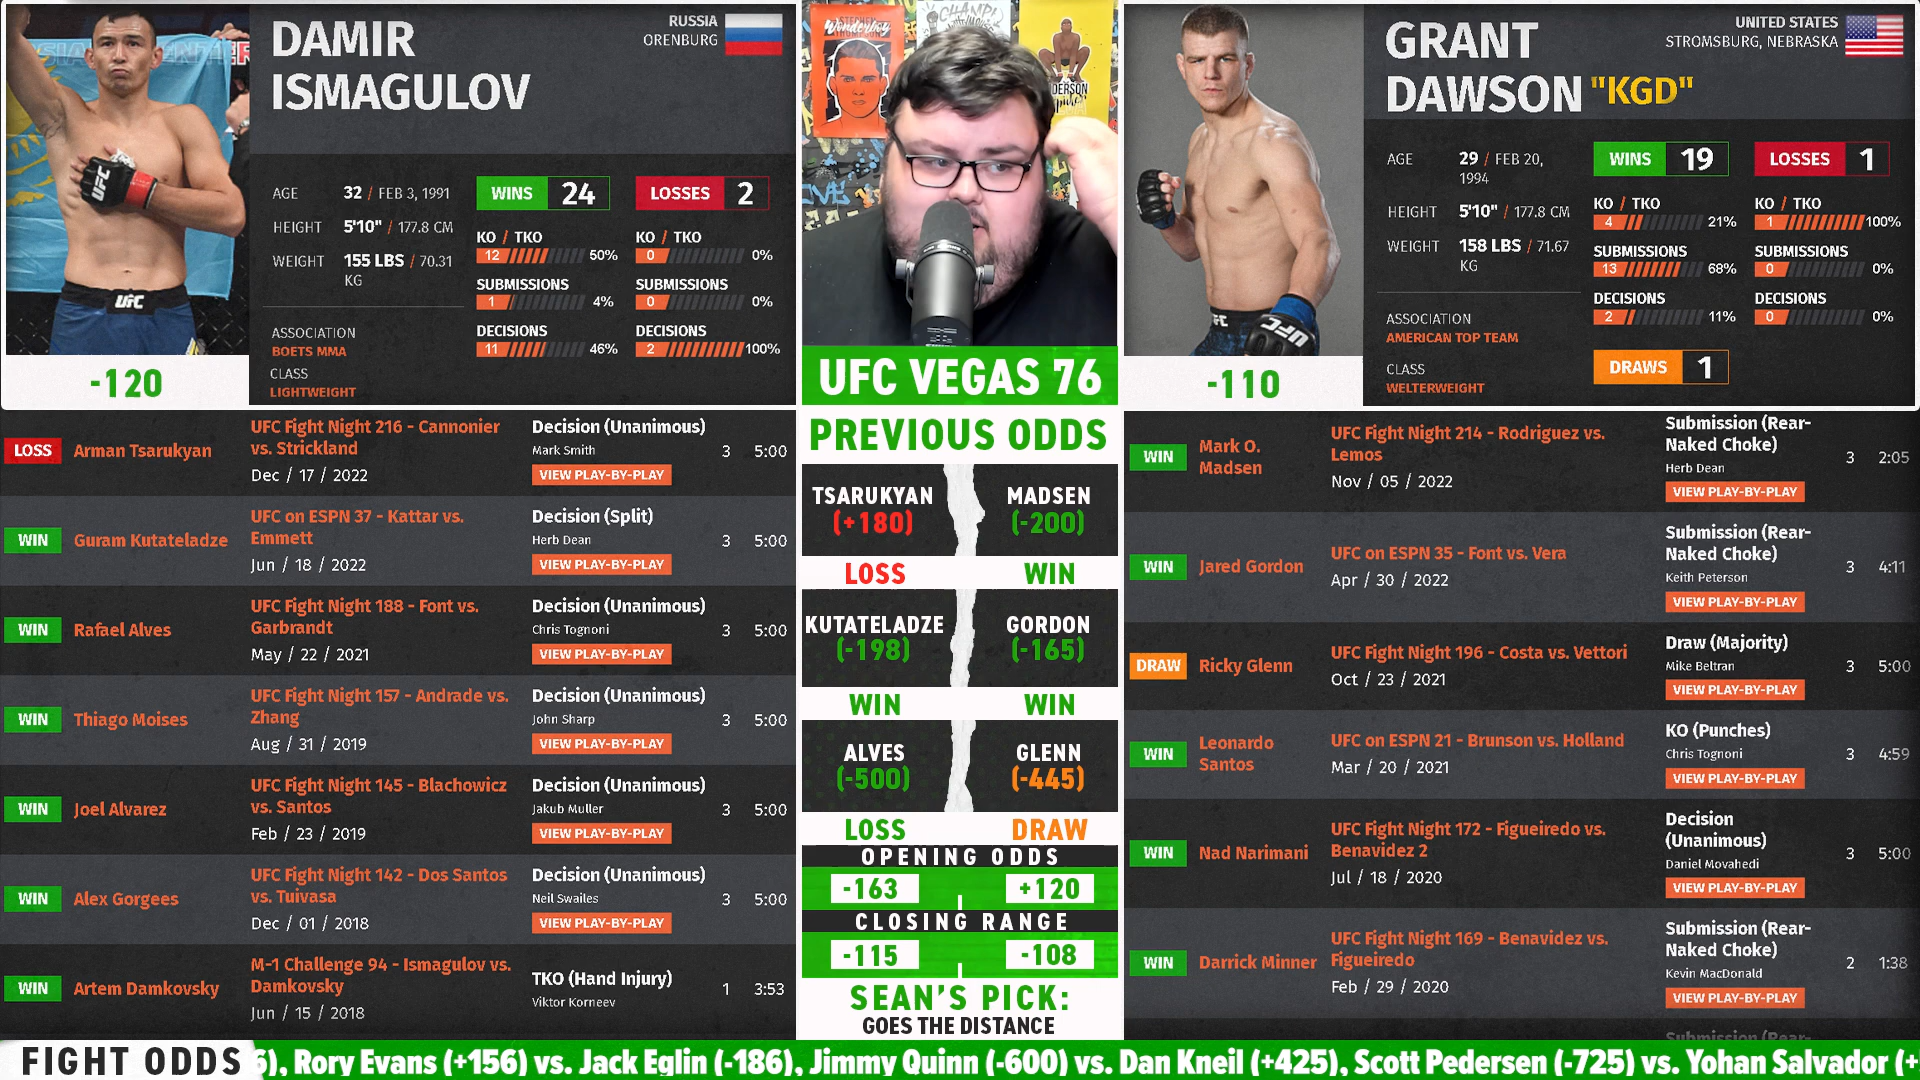 DAMIR
ISMAGULOV
RUSSIA
ORENBURG
AGE 32 / FEB 3, 1991
HEIGHT 5'10" / 177.8 CM
WEIGHT 155 LBS / 70.31
KG
ASSOCIATION
BOETS MMA
CLASS
LIGHTWEIGHT
WINS 24
KO / TKO
12 50%
SUBMISSIONS
1 4%
DECISIONS
11 46%
LOSSES 2
KO / TKO
0 0%
SUBMISSIONS
0 0%
DECISIONS
2 100%
UFC
UFC
-120
LOSS Arman Tsarukyan
UFC Fight Night 216 - Cannonier
vs. Strickland
Dec / 17 / 2022
Decision (Unanimous)
Mark Smith
VIEW PLAY-BY-PLAY
3 5:00
WIN Guram Kutateladze
UFC on ESPN 37 - Kattar vs.
Emmett
Jun / 18 / 2022
Decision (Split)
Herb Dean
VIEW PLAY-BY-PLAY
3 5:00
WIN Rafael Alves
UFC Fight Night 188 - Font vs.
Garbrandt
May / 22 / 2021
Decision (Unanimous)
Chris Tognoni
VIEW PLAY-BY-PLAY
3 5:00
WIN Thiago Moises
UFC Fight Night 157 - Andrade vs.
Zhang
Aug / 31 / 2019
Decision (Unanimous)
John Sharp
VIEW PLAY-BY-PLAY
3 5:00
WIN Joel Alvarez
UFC Fight Night 145 - Blachowicz
vs. Santos
Feb / 23 / 2019
Decision (Unanimous)
Jakub Muller
VIEW PLAY-BY-PLAY
3 5:00
WIN Alex Gorgees
UFC Fight Night 142 - Dos Santos
vs. Tuivasa
Dec / 01 / 2018
Decision (Unanimous)
Neil Swailes
VIEW PLAY-BY-PLAY
3 5:00
WIN Artem Damkovsky
M-1 Challenge 94 - Ismagulov vs.
Damkovsky
Jun / 15 / 2018
TKO (Hand Injury)
Viktor Korneev
1 3:53
Wonderboy
UFC VEGAS 76
PREVIOUS ODDS
TSARUKYAN MADSEN
(+180) (-200)
LOSS WIN
KUTATELADZE GORDON
(-198) (-165)
WIN WIN
ALVES GLENN
(-500) (-445)
LOSS DRAW
OPENING ODDS
-163 +120
CLOSING RANGE
-115 -108
SEAN'S PICK:
GOES THE DISTANCE
GRANT
DAWSON "KGD"
UNITED STATES
STROMSBURG, NEBRASKA
AGE 29 / FEB 20,
1994
HEIGHT 5'10" / 177.8 CM
WEIGHT 158 LBS / 71.67
KG
ASSOCIATION
AMERICAN TOP TEAM
CLASS
WELTERWEIGHT
WINS 19
KO / TKO
4 21%
SUBMISSIONS
13 68%
DECISIONS
2 11%
LOSSES 1
KO / TKO
1 100%
SUBMISSIONS
0 0%
DECISIONS
0 0%
DRAWS 1
UFC
-110
WIN Mark O.
Madsen
UFC Fight Night 214 - Rodriguez vs.
Lemos
Nov / 05 / 2022
Submission (Rear-
Naked Choke)
Herb Dean
VIEW PLAY-BY-PLAY
3 2:05
WIN Jared Gordon
UFC on ESPN 35 - Font vs. Vera
Apr / 30 / 2022
Submission (Rear-
Naked Choke)
Keith Peterson
VIEW PLAY-BY-PLAY
3 4:11
DRAW Ricky Glenn
UFC Fight Night 196 - Costa vs. Vettori
Oct / 23 / 2021
Draw (Majority)
Mike Beltran
VIEW PLAY-BY-PLAY
3 5:00
WIN Leonardo
Santos
UFC on ESPN 21 - Brunson vs. Holland
Mar / 20 / 2021
KO (Punches)
Chris Tognoni
VIEW PLAY-BY-PLAY
3 4:59
WIN Nad Narimani
UFC Fight Night 172 - Figueiredo vs.
Benavidez 2
Jul / 18 / 2020
Decision
(Unanimous)
Daniel Movahedi
VIEW PLAY-BY-PLAY
3 5:00
WIN Darrick Minner
UFC Fight Night 169 - Benavidez vs.
Figueiredo
Feb / 29 / 2020
Submission (Rear-
Naked Choke)
Kevin MacDonald
VIEW PLAY-BY-PLAY
2 1:38
Submission (Rear-
FIGHT ODDS 6), Rory Evans (+156) vs. Jack Eglin (-186), Jimmy Quinn (-600) vs. Dan Kneil (+425), Scott Pedersen (-725) vs. Yohan Salvador (+